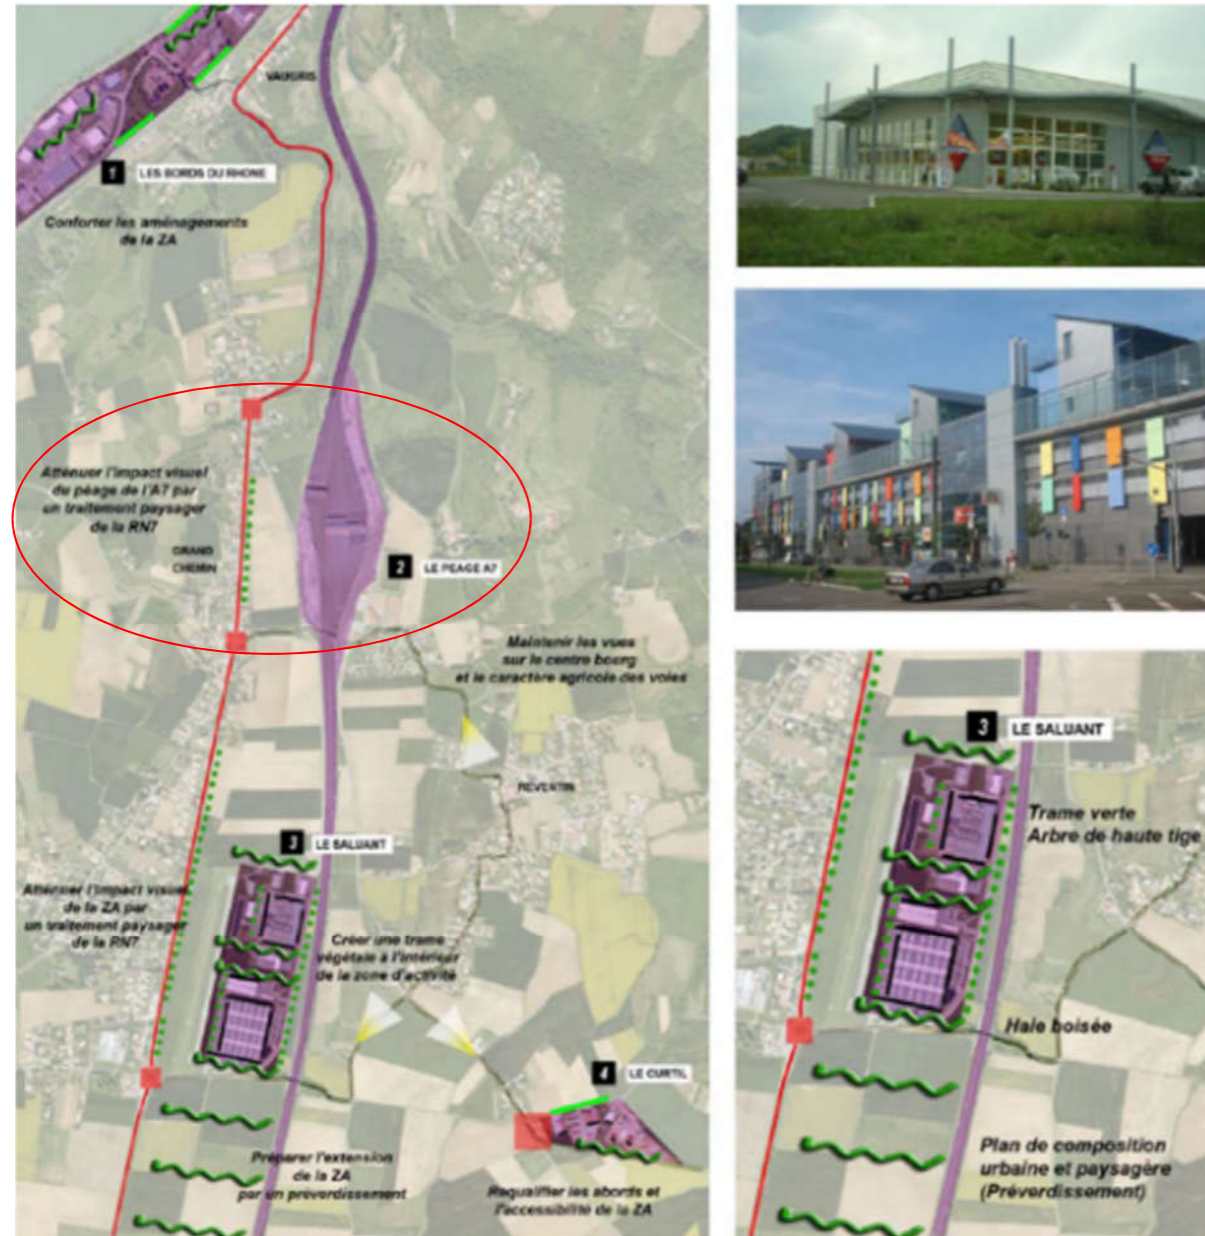 VAUGRIS
1 LES BORDS DU RHONE
Conforter les aménagements
de la ZA
Atténuer l'impact visuel
du péage de l'A7 par
un traitement paysager
de la RN7
GRAND
CHEMIN
2 LE PEAGE A7
Maintenir les vues
sur le centre bourg
et le caractère agricole des voies
REVENTIN
3 LE SALUANT
Atténuer l'impact visuel
de la ZA par
un traitement paysager
de la RN7
Créer une trame
végétale à l'intérieur
de la zone d'activité
4 LE CURTIL
Préparer l'extension
de la ZA
par un préverdissement
Requalifier les abords et
l'accessibilité de la ZA
3 LE SALUANT
Trame verte
Arbre de haute tige
Haie boisée
Plan de composition
urbaine et paysagère
(Préverdissement)